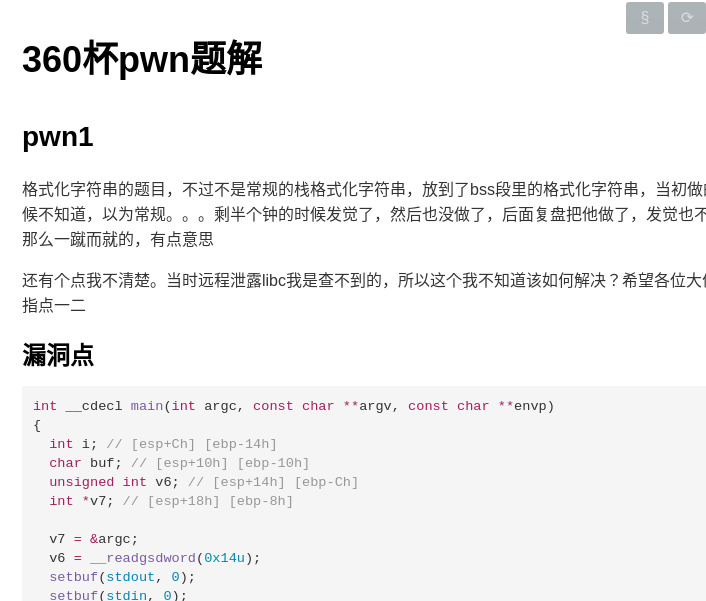 § ⟳
360杯pwn题解
pwn1
格式化字符串的题目，不过不是常规的栈格式化字符串，放到了bss段里的格式化字符串，当初做
候不知道，以为常规。。。剩半个钟的时候发觉了，然后也没做了，后面复盘把他做了，发觉也不
那么一蹴而就的，有点意思
还有个点我不清楚。当时远程泄露libc我是查不到的，所以这个我不知道该如何解决？希望各位大
指点一二
漏洞点
int __cdecl main(int argc, const char **argv, const char **envp)
{
  int i; // [esp+Ch] [ebp-14h]
  char buf; // [esp+10h] [ebp-10h]
  unsigned int v6; // [esp+14h] [ebp-Ch]
  int *v7; // [esp+18h] [ebp-8h]
  v7 = &argc;
  v6 = __readgsdword(0x14u);
  setbuf(stdout, 0);
  setbuf(stdin, 0);